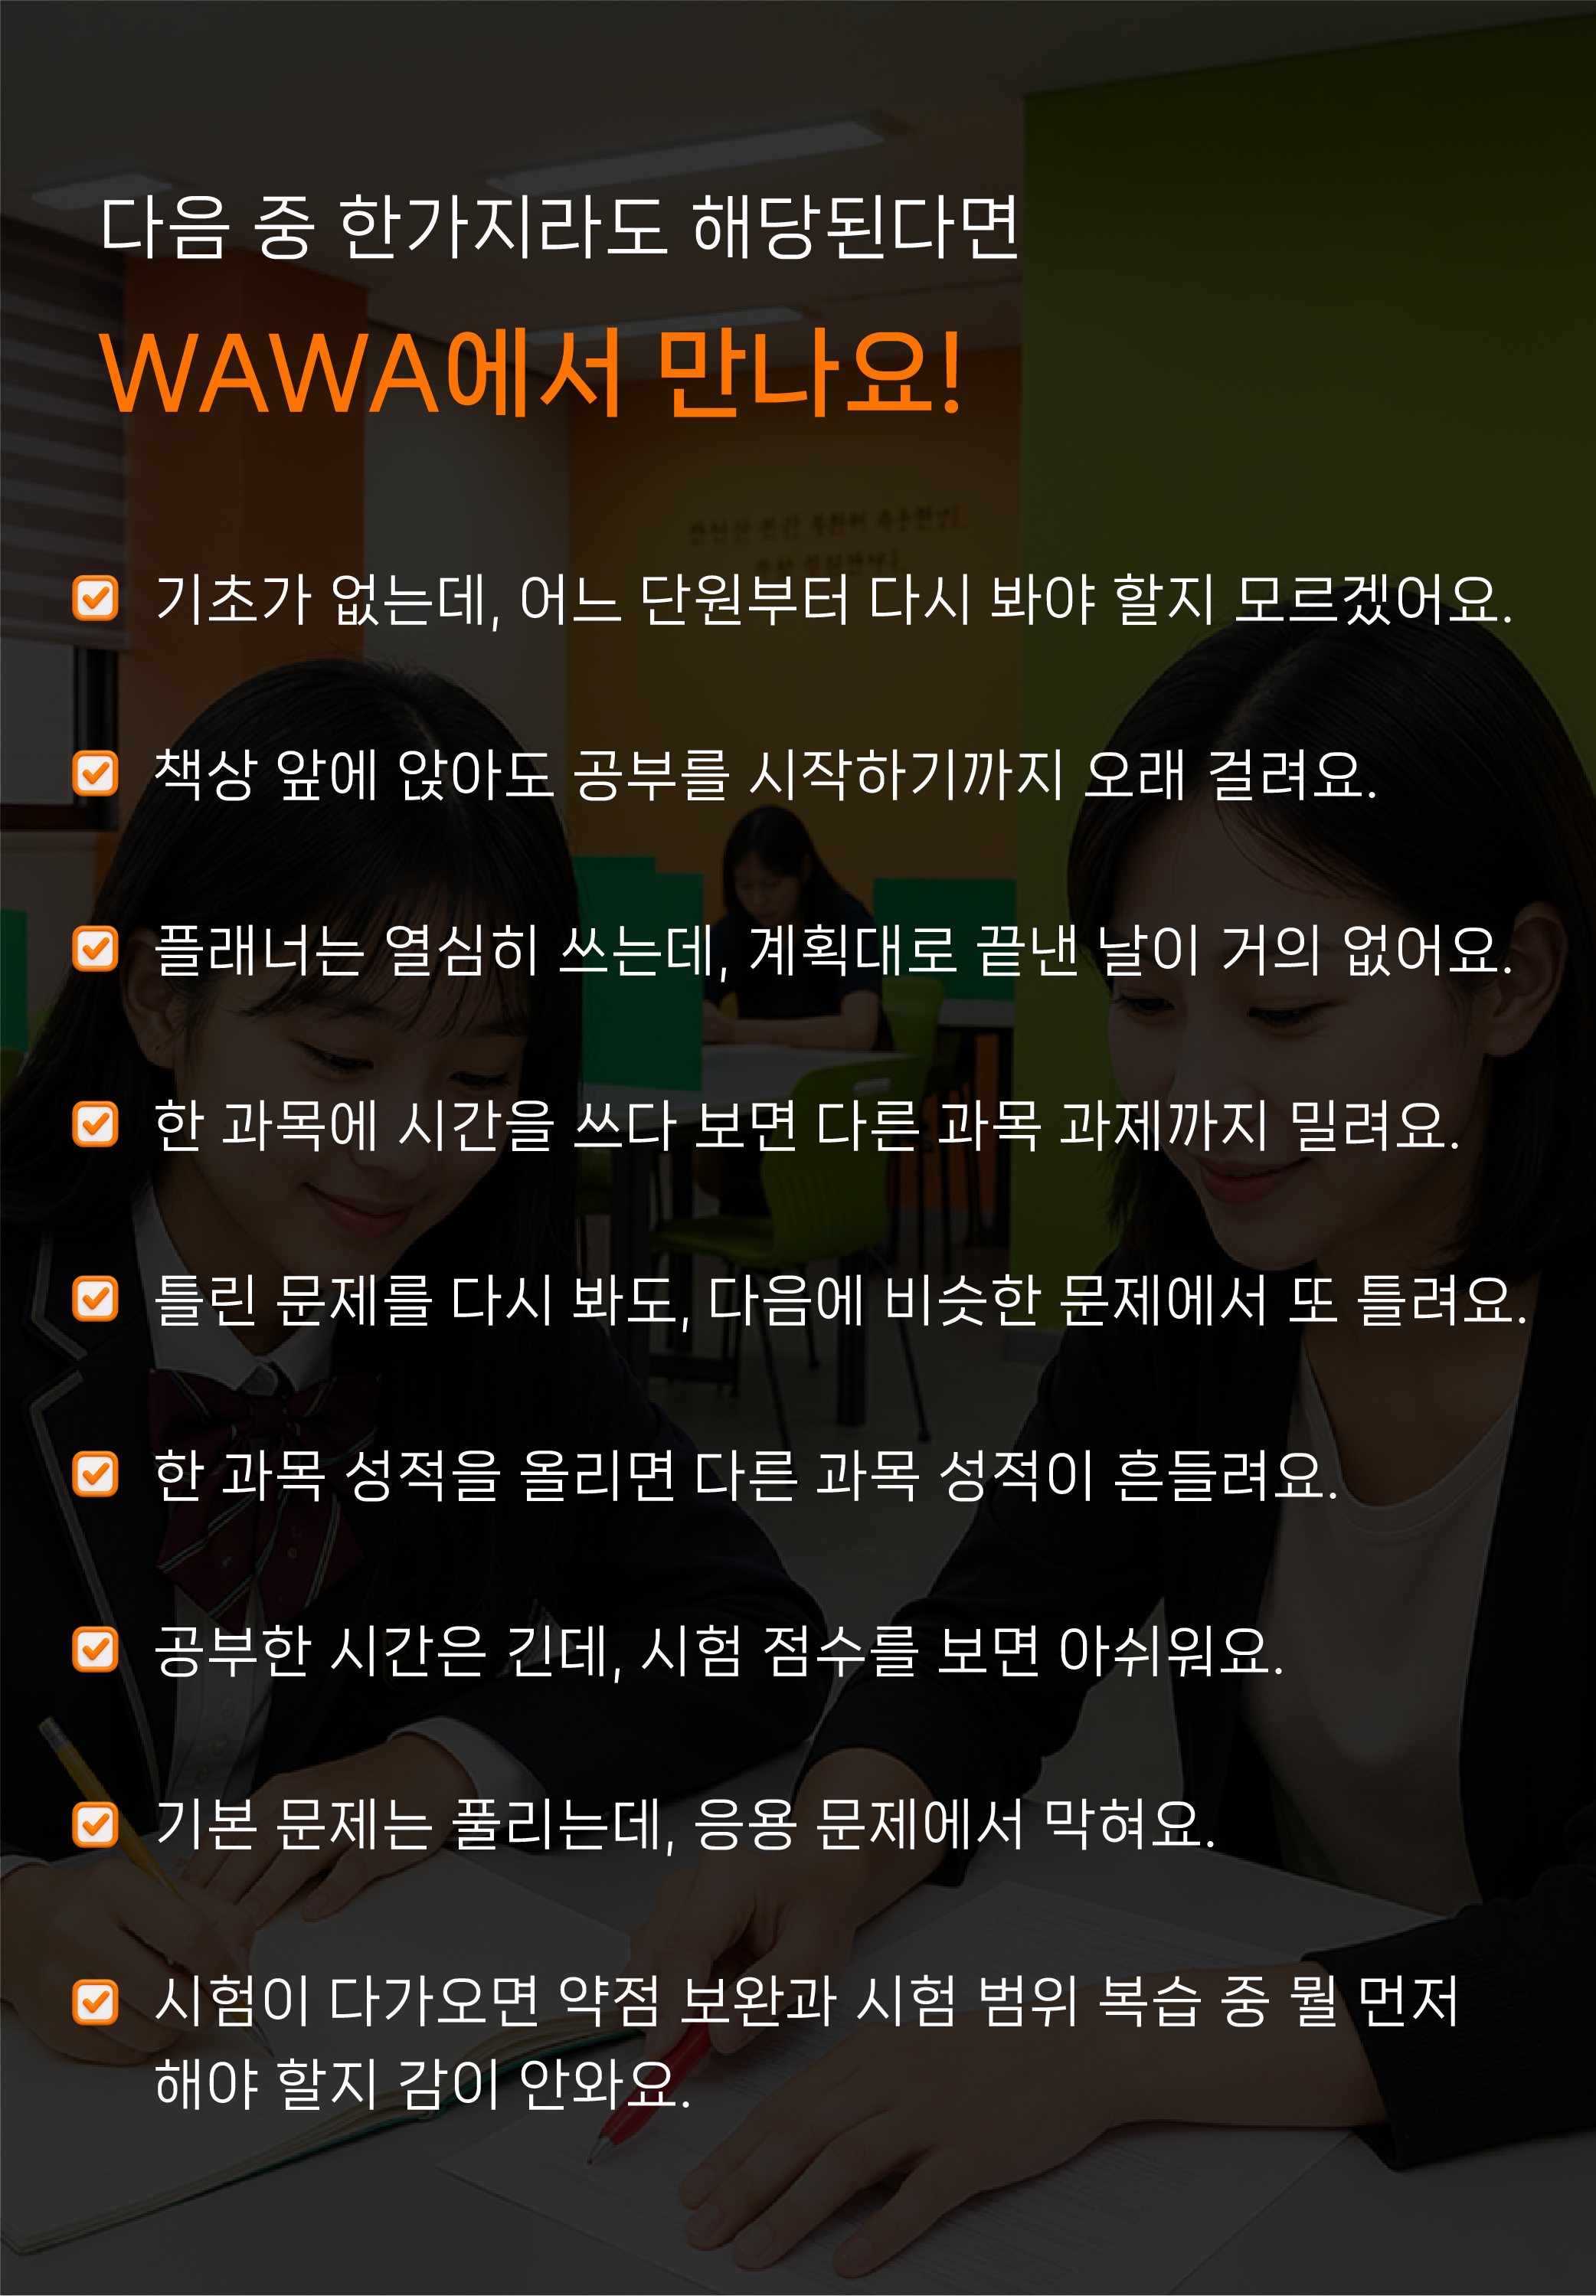 다음 중 한가지라도 해당된다면
WAWA에서 만나요!
기초가 없는데, 어느 단원부터 다시 봐야 할지 모르겠어요.
책상 앞에 앉아도 공부를 시작하기까지 오래 걸려요.
플래너는 열심히 쓰는데, 계획대로 끝낸 날이 거의 없어요.
한 과목에 시간을 쓰다 보면 다른 과목 과제까지 밀려요.
틀린 문제를 다시 봐도, 다음에 비슷한 문제에서 또 틀려요.
한 과목 성적을 올리면 다른 과목 성적이 흔들려요.
공부한 시간은 긴데, 시험 점수를 보면 아쉬워요.
기본 문제는 풀리는데, 응용 문제에서 막혀요.
시험이 다가오면 약점 보완과 시험 범위 복습 중 뭘 먼저
해야 할지 감이 안와요.